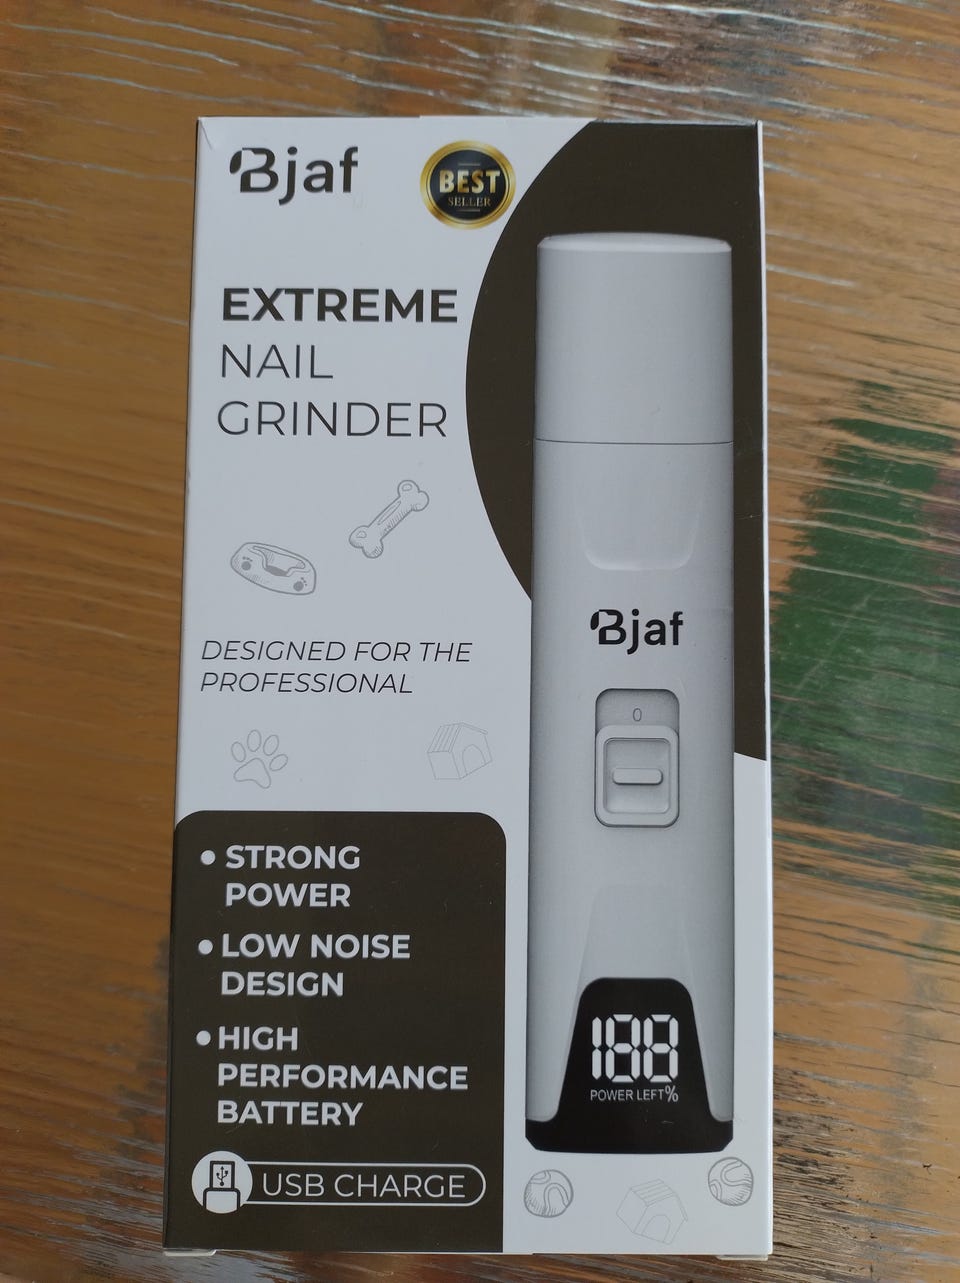 Bjaf
BEST
SELLER
EXTREME
NAIL
GRINDER
DESIGNED FOR THE
PROFESSIONAL
Bjaf
0
188
POWER LEFT%
• STRONG
POWER
• LOW NOISE
DESIGN
• HIGH
PERFORMANCE
BATTERY
USB CHARGE